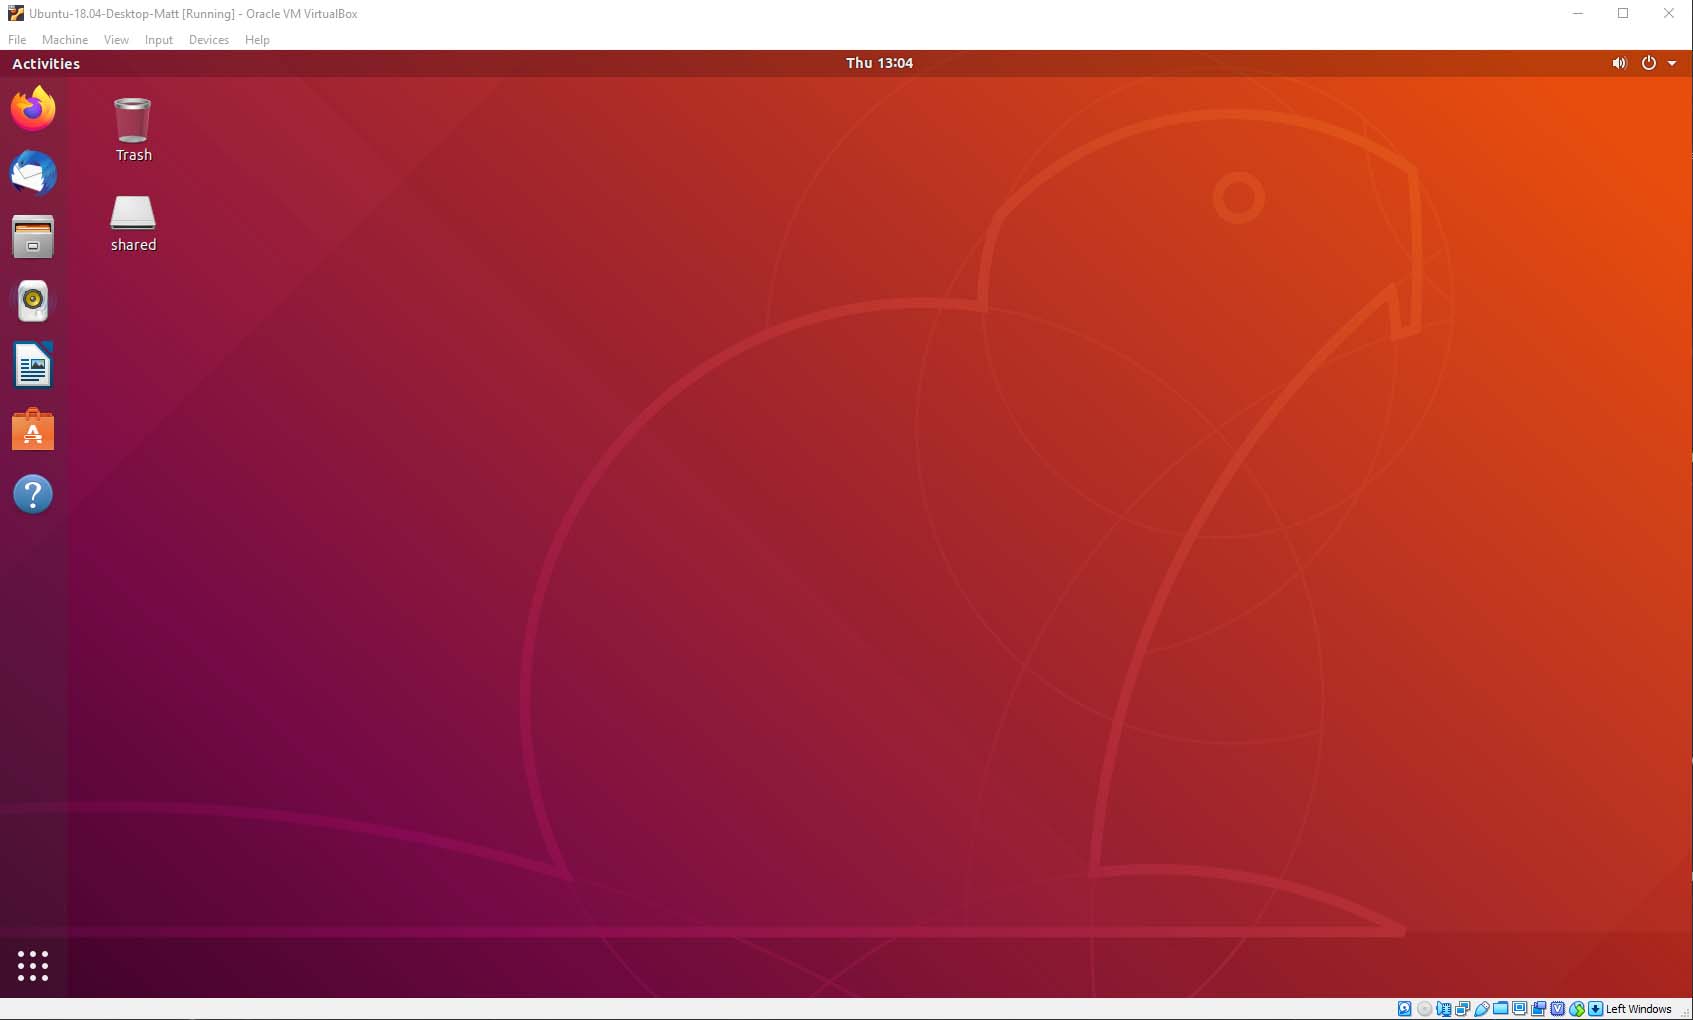 Ubuntu-18.04-Desktop-Matt [Running] - Oracle VM VirtualBox
File Machine View Input Devices Help
Activities Thu 13:04
Trash
shared
A
?
Left Windows